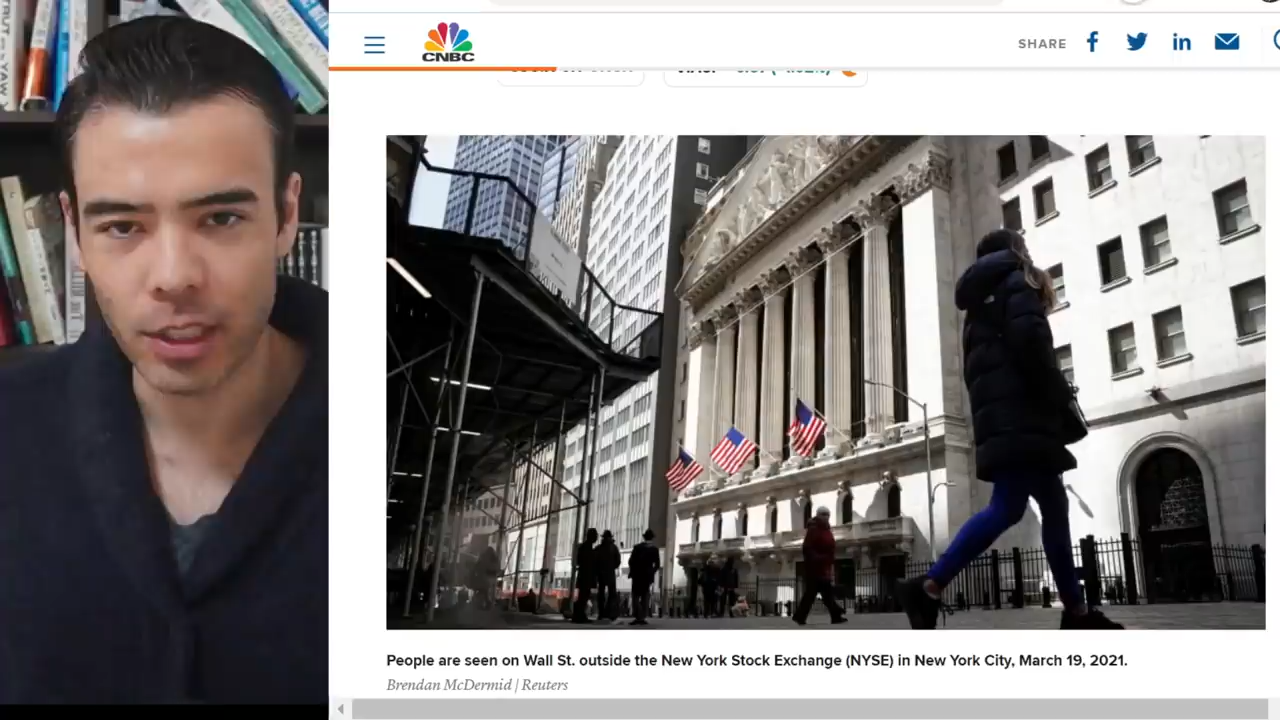 CNBC
SHARE
People are seen on Wall St. outside the New York Stock Exchange (NYSE) in New York City, March 19, 2021.
Brendan McDermid | Reuters